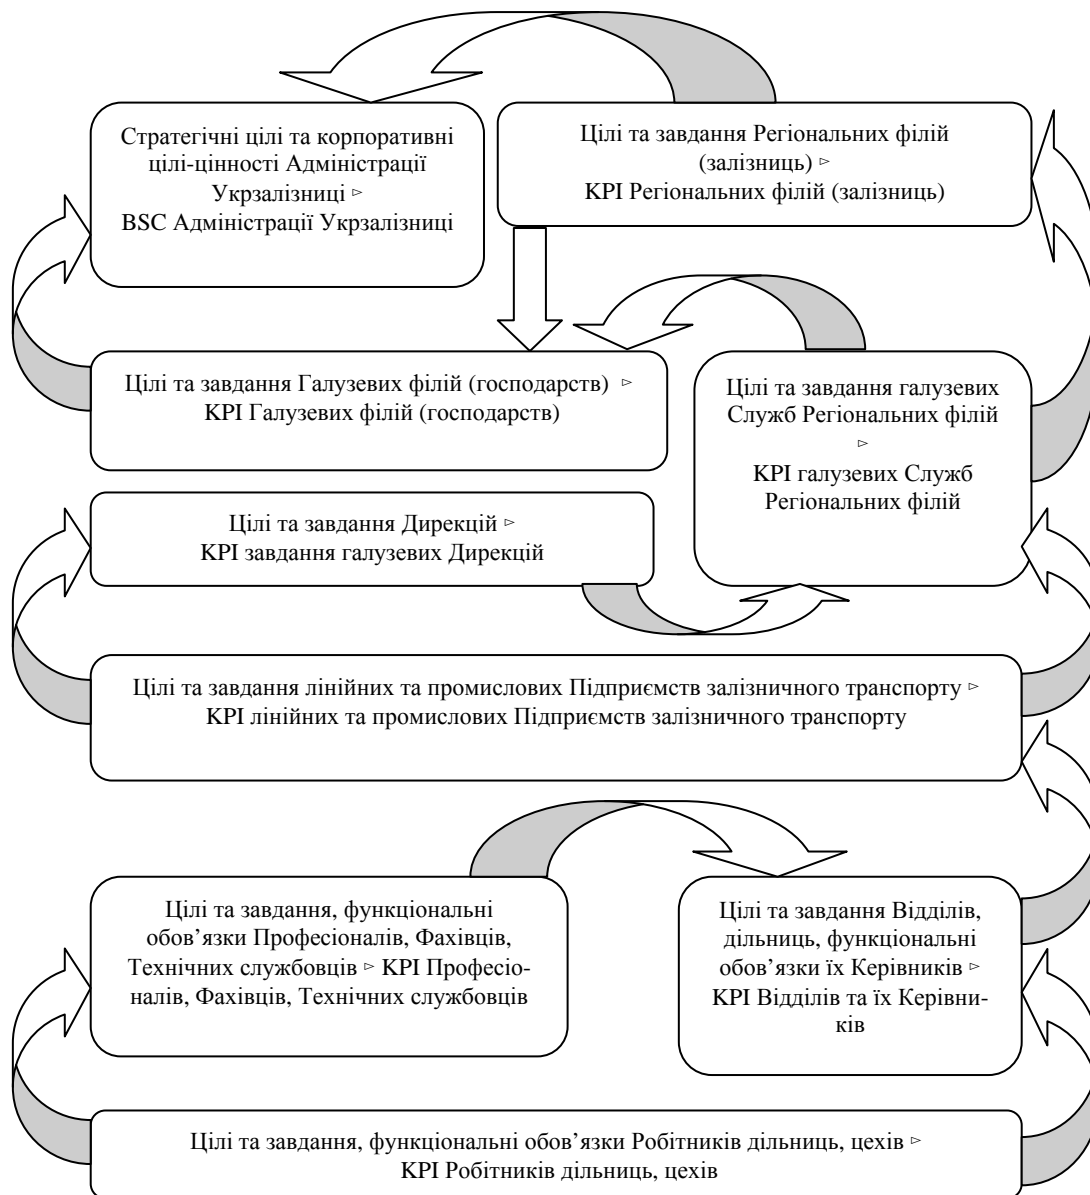 Стратегічні цілі та корпоративні
цілі-цінності Адміністрації
Укрзалізниці ▻
BSC Адміністрації Укрзалізниці
Цілі та завдання Регіональних філій
(залізниць) ▻
KPI Регіональних філій (залізниць)
Цілі та завдання Галузевих філій (господарств) ▻
KPI Галузевих філій (господарств)
Цілі та завдання галузевих
Служб Регіональних філій
▻
KPI галузевих Служб
Регіональних філій
Цілі та завдання Дирекцій ▻
KPI завдання галузевих Дирекцій
Цілі та завдання лінійних та промислових Підприємств залізничного транспорту ▻
KPI лінійних та промислових Підприємств залізничного транспорту
Цілі та завдання, функціональні
обов’язки Професіоналів, Фахівців,
Технічних службовців ▻ KPI Професіо-
налів, Фахівців, Технічних службовців
Цілі та завдання Відділів,
дільниць, функціональні
обов’язки їх Керівників ▻
KPI Відділів та їх Керівни-
ків
Цілі та завдання, функціональні обов’язки Робітників дільниць, цехів ▻
KPI Робітників дільниць, цехів